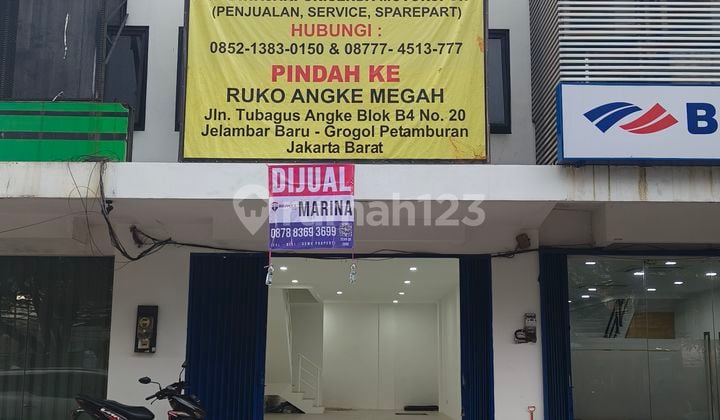 (PENJUALAN, SERVICE, SPAREPART)
HUBUNGI :
0852-1383-0150 & 08777- 4513-777
PINDAH KE
RUKO ANGKE MEGAH
Jln. Tubagus Angke Blok B4 No. 20
Jelambar Baru - Grogol Petamburan
Jakarta Barat
B
DIJUAL
MARINA
rumah123
0878 8369 3699